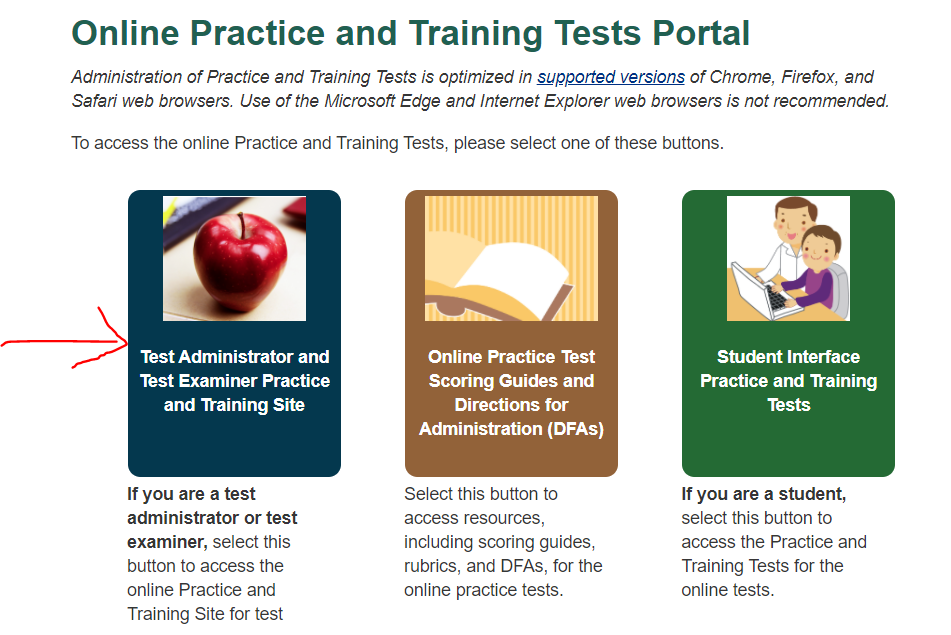 Online Practice and Training Tests Portal
Administration of Practice and Training Tests is optimized in supported versions of Chrome, Firefox, and
Safari web browsers. Use of the Microsoft Edge and Internet Explorer web browsers is not recommended.
To access the online Practice and Training Tests, please select one of these buttons.
Test Administrator and
Test Examiner Practice
and Training Site
If you are a test
administrator or test
examiner, select this
button to access the
online Practice and
Training Site for test
Online Practice Test
Scoring Guides and
Directions for
Administration (DFAs)
Select this button to
access resources,
including scoring guides,
rubrics, and DFAs, for the
online practice tests.
Student Interface
Practice and Training
Tests
If you are a student,
select this button to
access the Practice and
Training Tests for the
online tests.